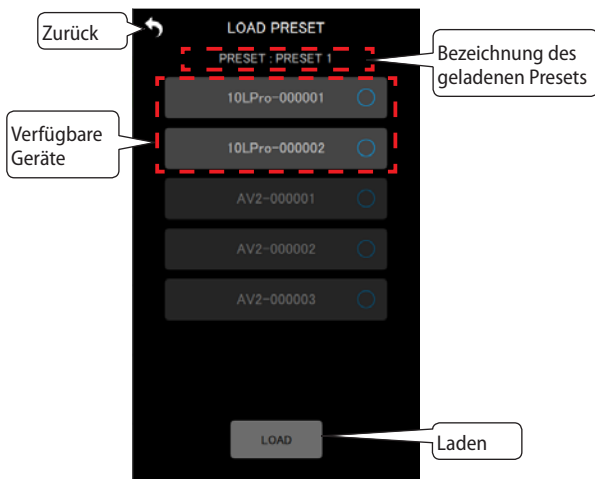 Zurück
LOAD PRESET
PRESET : PRESET 1
Bezeichnung des
geladenen Presets
10LPro-000001
Verfügbare
Geräte
10LPro-000002
AV2-000001
AV2-000002
AV2-000003
LOAD
Laden